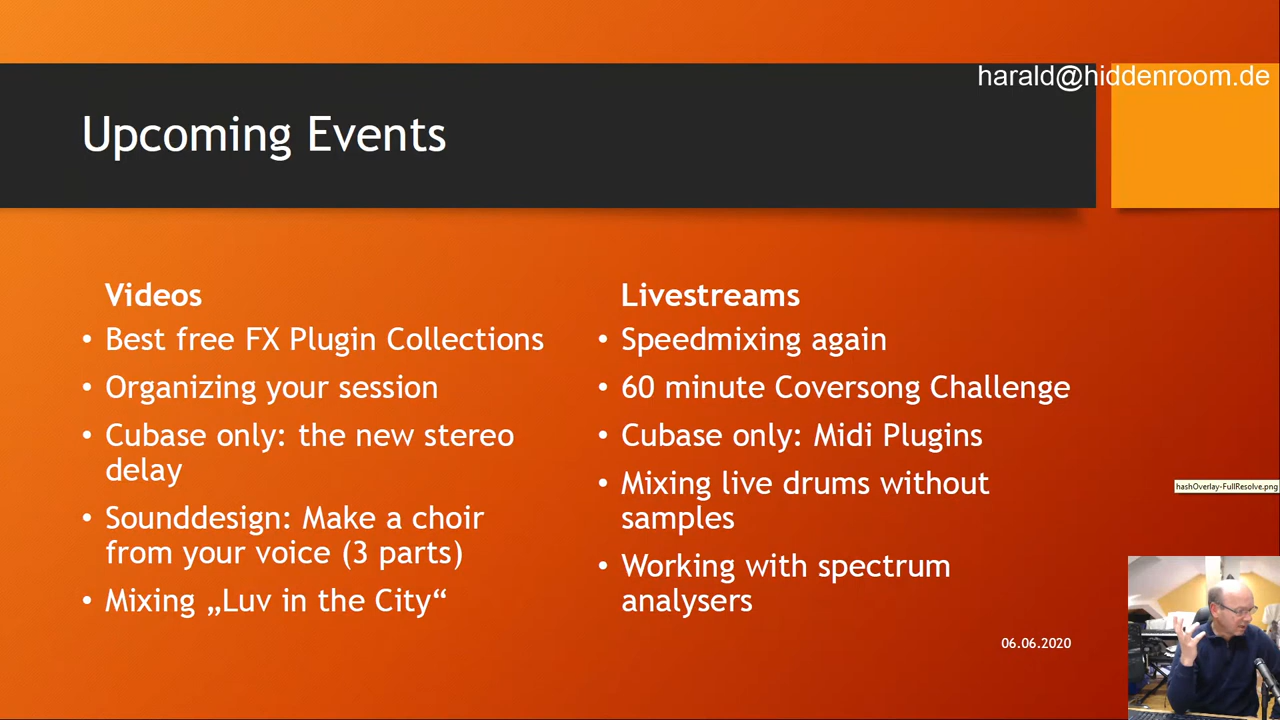 harald@hiddenroom.de
Upcoming Events
Videos
• Best free FX Plugin Collections
• Organizing your session
• Cubase only: the new stereo
delay
• Sounddesign: Make a choir
from your voice (3 parts)
• Mixing „Luv in the City“
Livestreams
• Speedmixing again
• 60 minute Coversong Challenge
• Cubase only: Midi Plugins
• Mixing live drums without
samples
• Working with spectrum
analysers
hashOverlay-FullResolve.png
06.06.2020